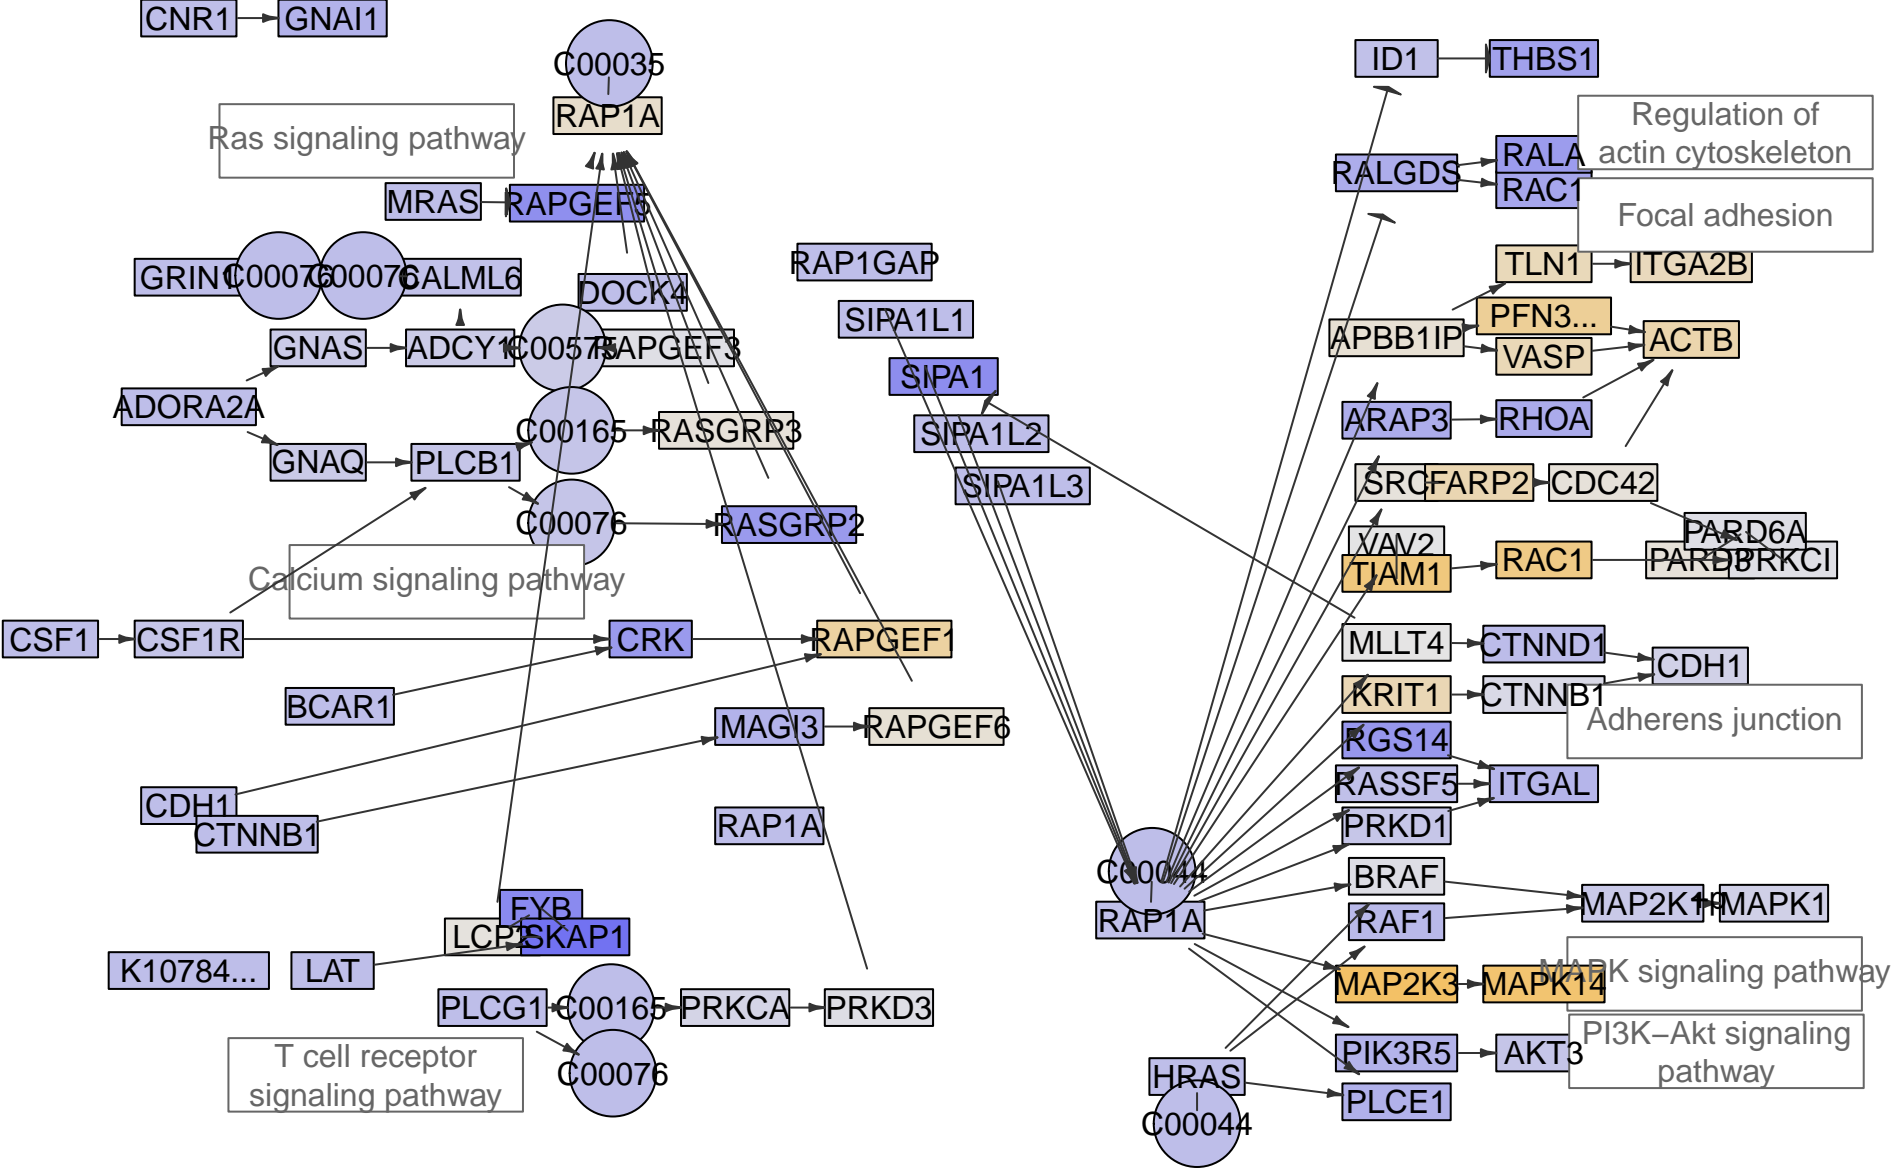 CNR1
GNAI1
C00035
RAP1A
Ras signaling pathway
MRAS
RAPGEF5
GRIN1
C00076
C00076
CALML6
DOCK4
GNAS
ADCY1
C00575
RAPGEF3
ADORA2A
GNAQ
PLCB1
C00165
RASGRP3
C00076
RASGRP2
Calcium signaling pathway
CSF1
CSF1R
CRK
RAPGEF1
BCAR1
MAGI3
RAPGEF6
CDH1
CTNNB1
RAP1A
FYB
LCP2
SKAP1
K10784...
LAT
PLCG1
C00165
PRKCA
PRKD3
C00076
T cell receptor
signaling pathway
RAP1GAP
SIPA1L1
SIPA1
SIPA1L2
SIPA1L3
C00044
RAP1A
HRAS
C00044
ID1
THBS1
Regulation of
actin cytoskeleton
RALGDS
RALA
RAC1
Focal adhesion
TLN1
ITGA2B
APBB1IP
PFN3...
VASP
ACTB
ARAP3
RHOA
SRC
FARP2
CDC42
VAV2
TIAM1
RAC1
PARD6A
PARD3
PRKCI
MLLT4
CTNND1
CDH1
KRIT1
CTNNB1
Adherens junction
RGS14
RASSF5
ITGAL
PRKD1
BRAF
RAF1
MAP2K1
+p
MAPK1
MAP2K3
MAPK14
MAPK signaling pathway
PIK3R5
AKT3
PI3K−Akt signaling
pathway
PLCE1